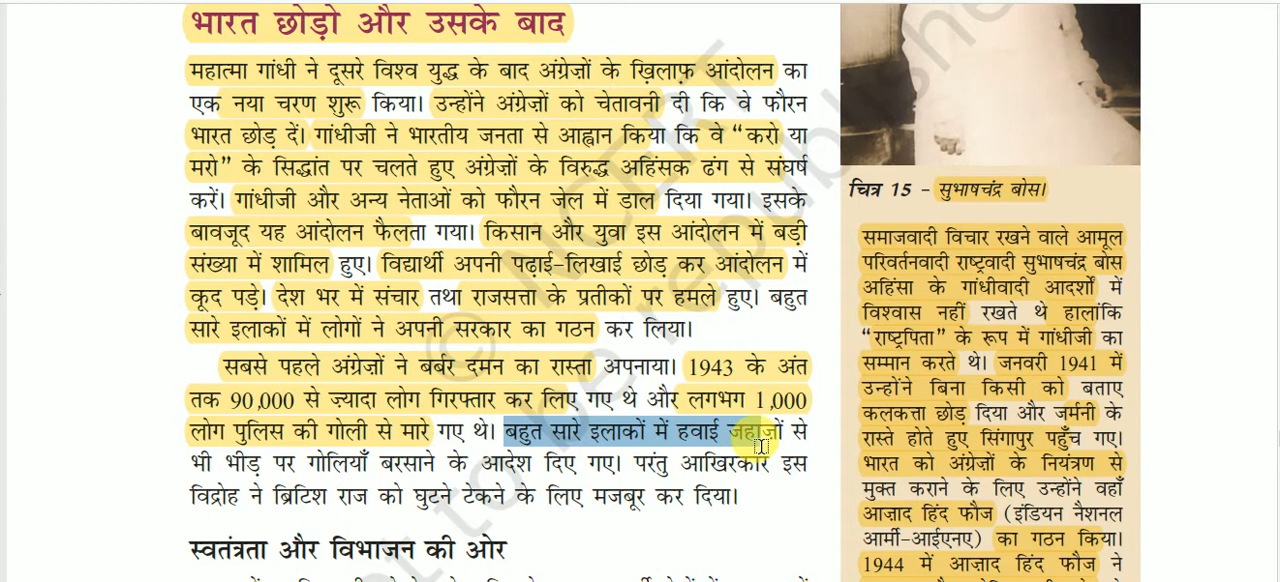 भारत छोड़ो और उसके बाद
महात्मा गांधी ने दूसरे विश्व युद्ध के बाद अंग्रेज़ों के ख़िलाफ़ आंदोलन का
एक नया चरण शुरू किया। उन्होंने अंग्रेज़ों को चेतावनी दी कि वे फौरन
भारत छोड़ दें। गांधीजी ने भारतीय जनता से आह्वान किया कि वे “करो या
मरो” के सिद्धांत पर चलते हुए अंग्रेज़ों के विरुद्ध अहिंसक ढंग से संघर्ष
करें। गांधीजी और अन्य नेताओं को फौरन जेल में डाल दिया गया। इसके
बावजूद यह आंदोलन फैलता गया। किसान और युवा इस आंदोलन में बड़ी
संख्या में शामिल हुए। विद्यार्थी अपनी पढ़ाई-लिखाई छोड़ कर आंदोलन में
कूद पड़े। देश भर में संचार तथा राजसत्ता के प्रतीकों पर हमले हुए। बहुत
सारे इलाकों में लोगों ने अपनी सरकार का गठन कर लिया।
सबसे पहले अंग्रेज़ों ने बर्बर दमन का रास्ता अपनाया। 1943 के अंत
तक 90,000 से ज़्यादा लोग गिरफ्तार कर लिए गए थे और लगभग 1,000
लोग पुलिस की गोली से मारे गए थे। बहुत सारे इलाकों में हवाई जहाज़ों से
भी भीड़ पर गोलियाँ बरसाने के आदेश दिए गए। परंतु आखिरकार इस
विद्रोह ने ब्रिटिश राज को घुटने टेकने के लिए मजबूर कर दिया।
स्वतंत्रता और विभाजन की ओर
चित्र 15 - सुभाषचंद्र बोस।
समाजवादी विचार रखने वाले आमूल
परिवर्तनवादी राष्ट्रवादी सुभाषचंद्र बोस
अहिंसा के गांधीवादी आदर्शों में
विश्वास नहीं रखते थे हालांकि
“राष्ट्रपिता” के रूप में गांधीजी का
सम्मान करते थे। जनवरी 1941 में
उन्होंने बिना किसी को बताए
कलकत्ता छोड़ दिया और जर्मनी के
रास्ते होते हुए सिंगापुर पहुँच गए।
भारत को अंग्रेज़ों के नियंत्रण से
मुक्त कराने के लिए उन्होंने वहाँ
आज़ाद हिंद फौज (इंडियन नैशनल
आर्मी-आईएनए) का गठन किया।
1944 में आज़ाद हिंद फौज ने
© NCERT
not to be republished